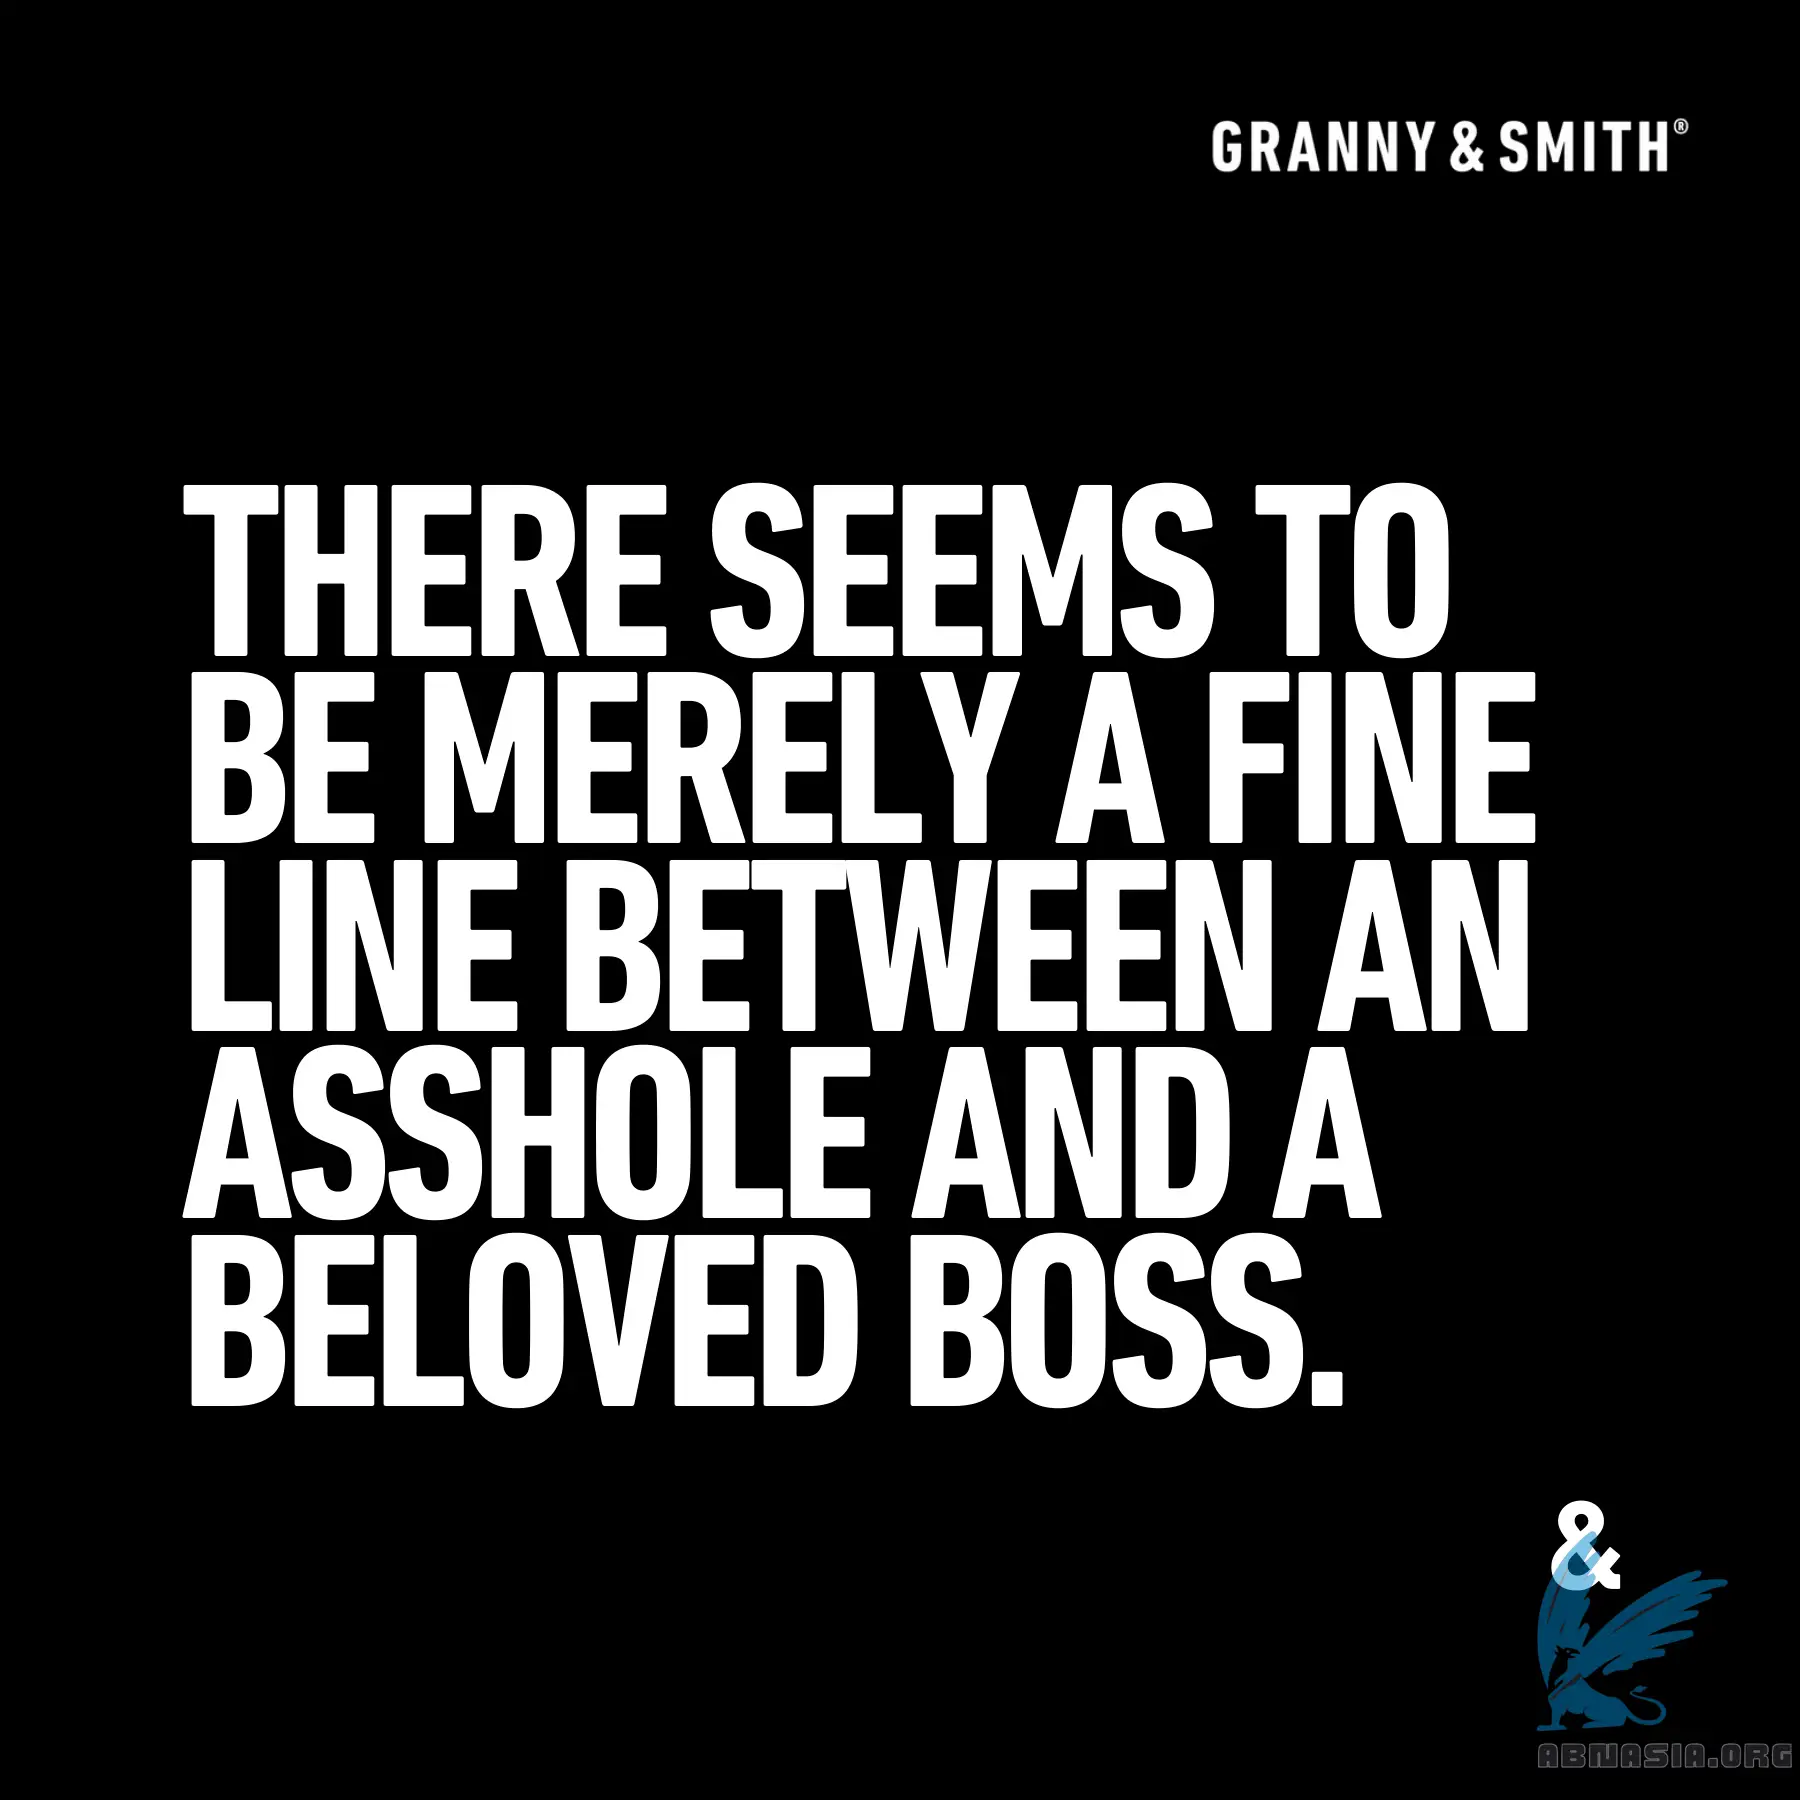 GRANNY & SMITH®
THERE SEEMS TO
BE MERELY A FINE
LINE BETWEEN AN
ASSHOLE AND A
BELOVED BOSS.
&
ABNASIA.ORG